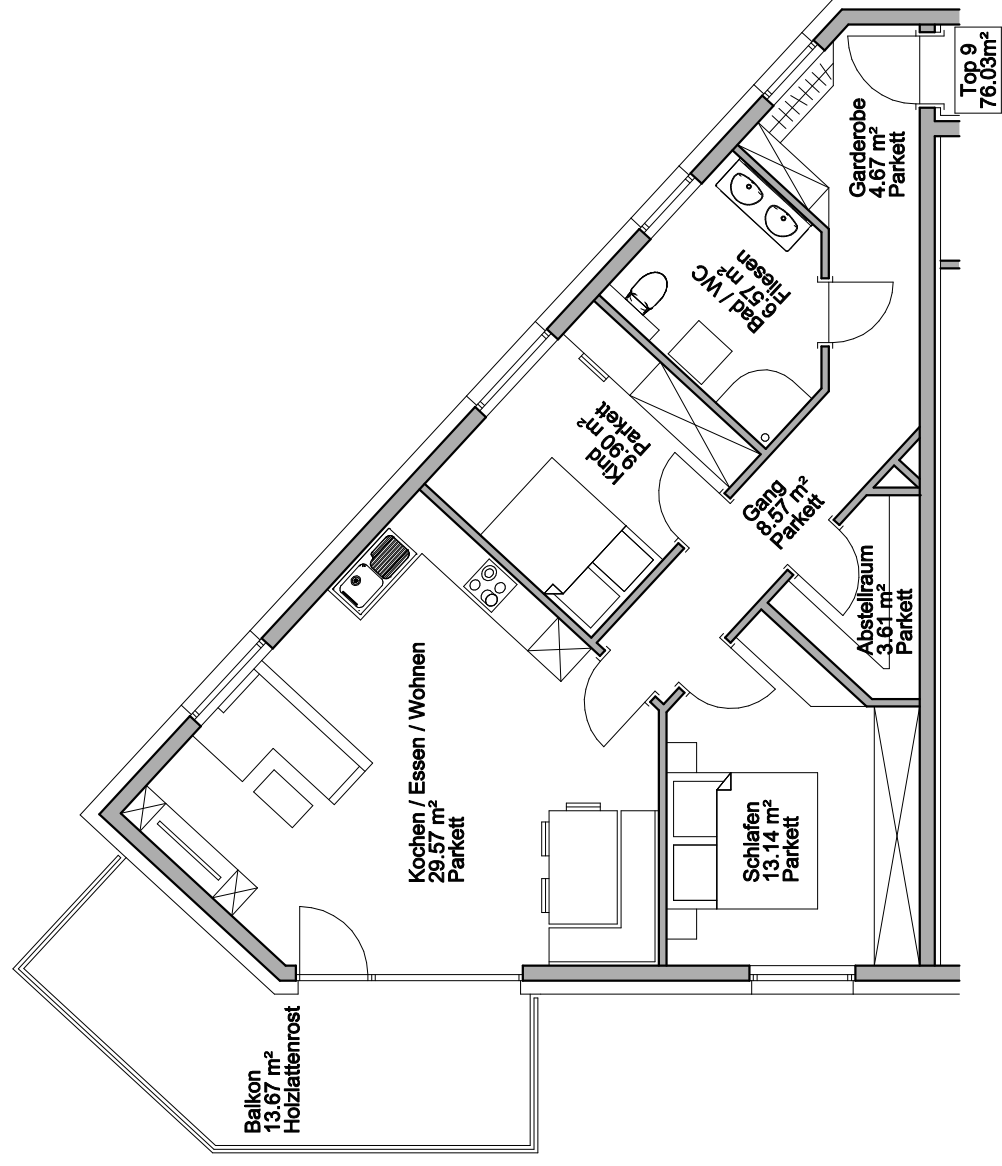 Top 9
76.03m²
Garderobe
4.67 m²
Parkett
Bad / WC
6.57 m²
Fliesen
Kind
9.90 m²
Parkett
Gang
8.57 m²
Parkett
Abstellraum
3.61 m²
Parkett
Kochen / Essen / Wohnen
29.57 m²
Parkett
Schlafen
13.14 m²
Parkett
Balkon
13.67 m²
Holzlattenrost